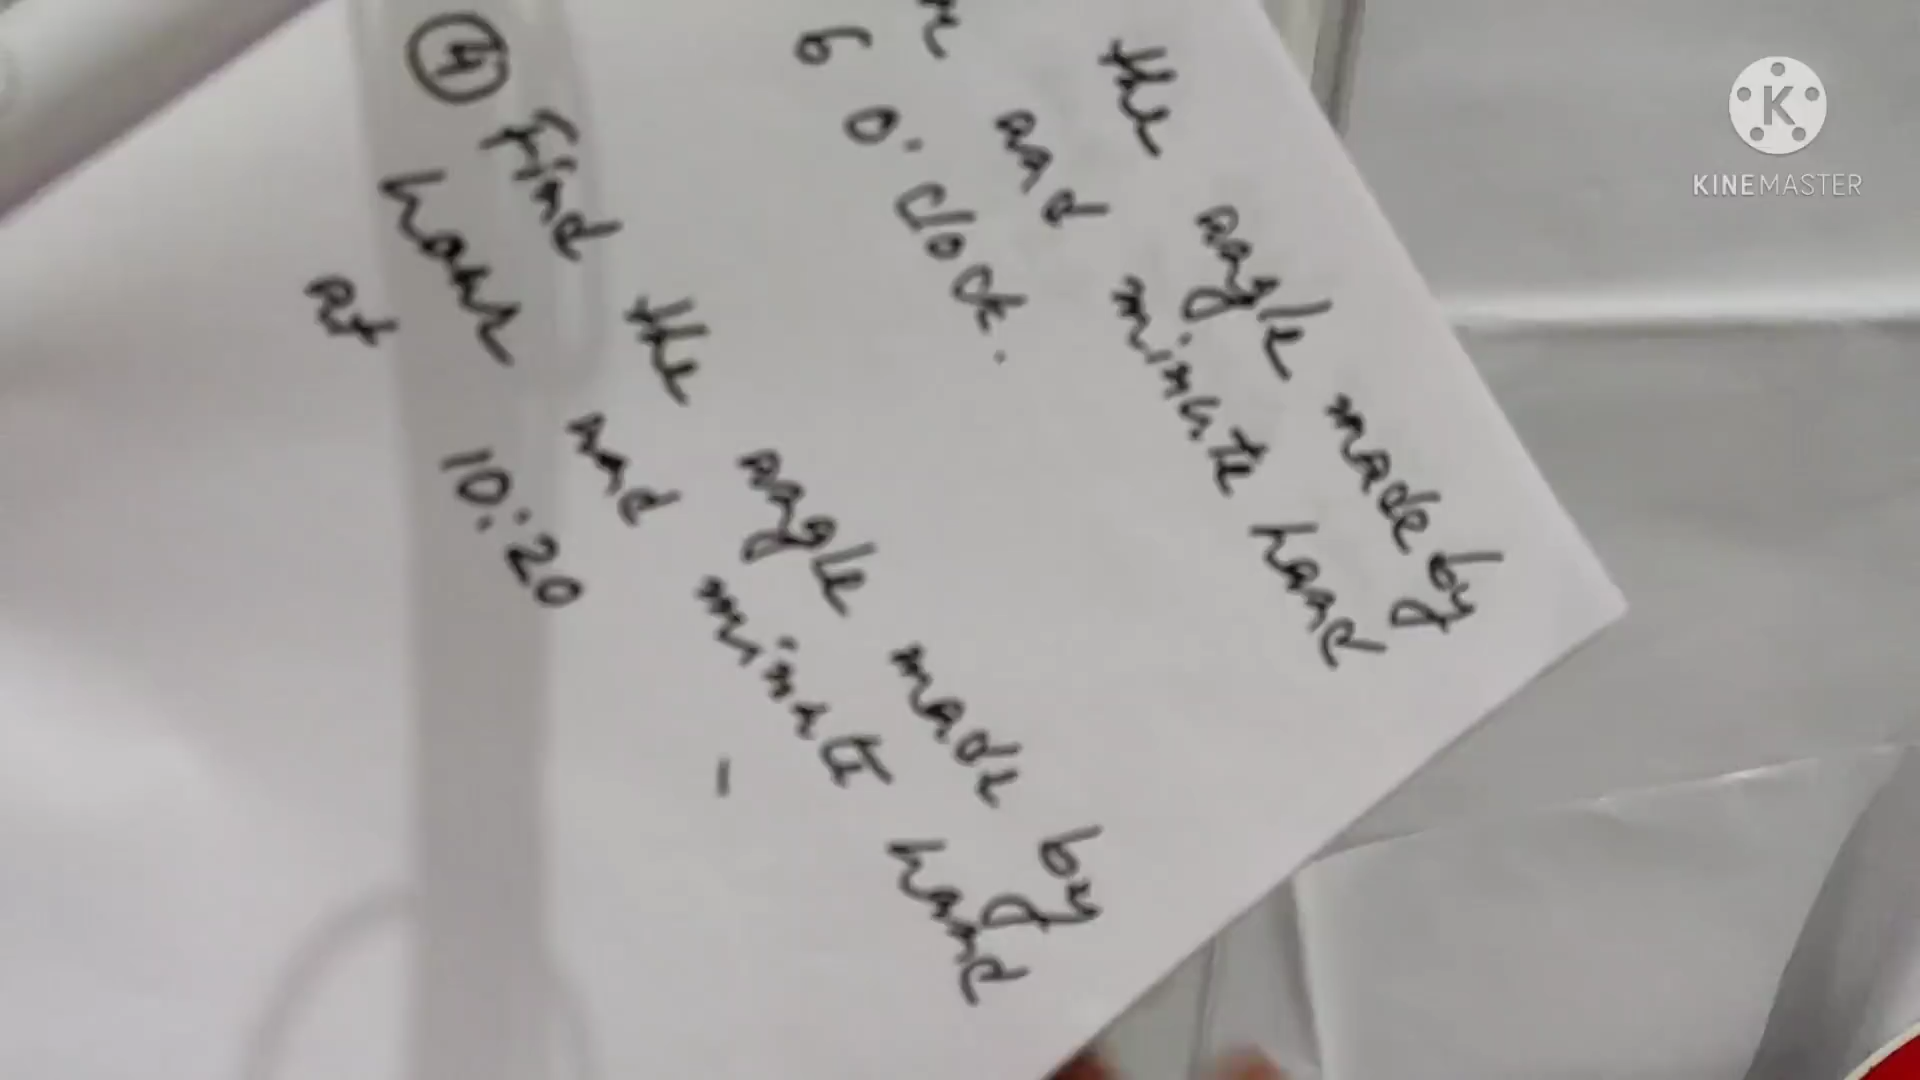 the angle made by
and minute hand
6 O'clock.
④ Find the angle made by
hour and minute hand
at 10:20
KINEMASTER